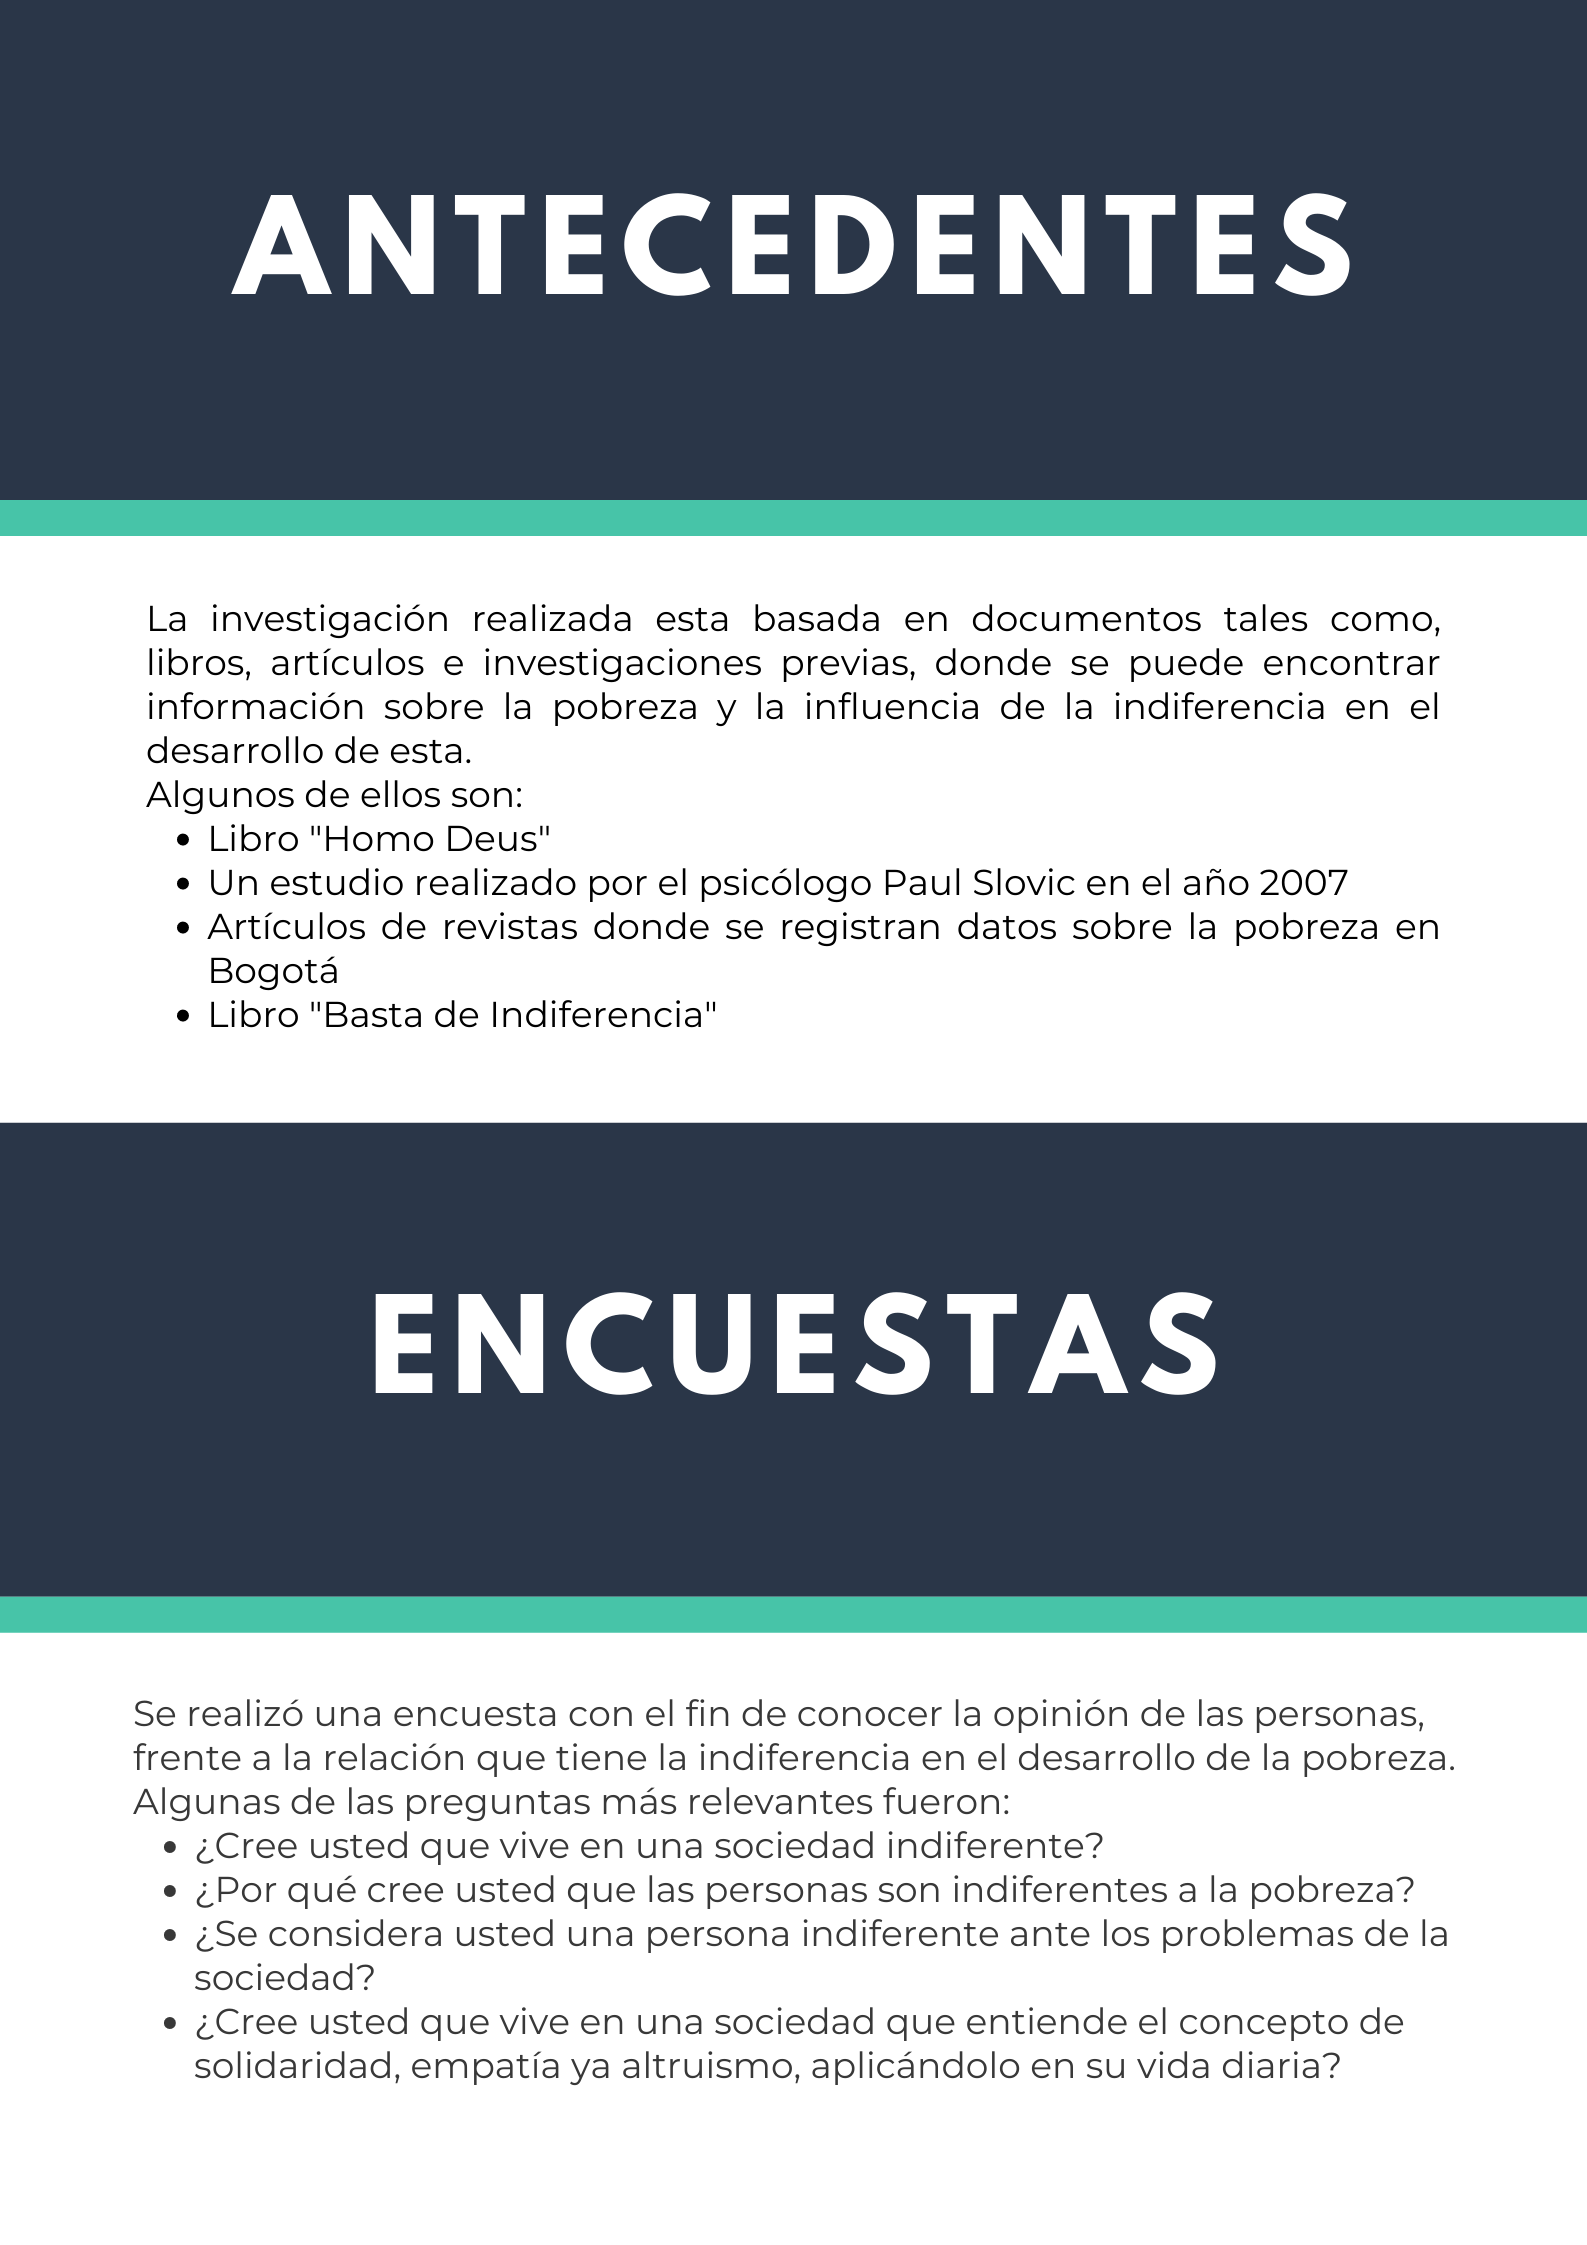 ANTECEDENTES
La investigación realizada esta basada en documentos tales como,
libros, artículos e investigaciones previas, donde se puede encontrar
información sobre la pobreza y la influencia de la indiferencia en el
desarrollo de esta.
Algunos de ellos son:
• Libro "Homo Deus"
• Un estudio realizado por el psicólogo Paul Slovic en el año 2007
• Artículos de revistas donde se registran datos sobre la pobreza en
Bogotá
• Libro "Basta de Indiferencia"
ENCUESTAS
Se realizó una encuesta con el fin de conocer la opinión de las personas,
frente a la relación que tiene la indiferencia en el desarrollo de la pobreza.
Algunas de las preguntas más relevantes fueron:
• ¿Cree usted que vive en una sociedad indiferente?
• ¿Por qué cree usted que las personas son indiferentes a la pobreza?
• ¿Se considera usted una persona indiferente ante los problemas de la
sociedad?
• ¿Cree usted que vive en una sociedad que entiende el concepto de
solidaridad, empatía ya altruismo, aplicándolo en su vida diaria?